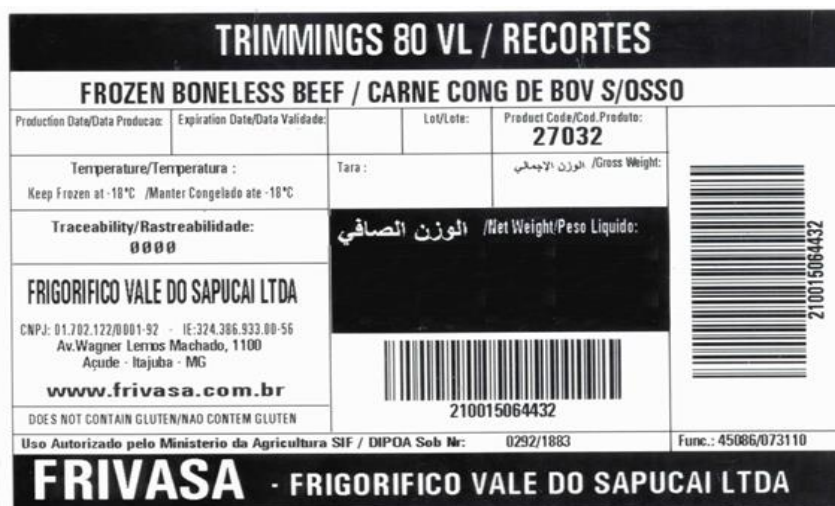 TRIMMINGS 80 VL / RECORTES
FROZEN BONELESS BEEF / CARNE CONG DE BOV S/OSSO
Production Date/Data Producao:
Expiration Date/Data Validade:
Lot/Lote:
Product Code/Cod.Produto:
27032
Temperature/Temperatura :
Keep Frozen at -18°C /Manter Congelado ate -18°C
Tara :
الوزن الإجمالي /Gross Weight:
Traceability/Rastreabilidade:
0000
الوزن الصافي /Net Weight/Peso Liquido:
FRIGORIFICO VALE DO SAPUCAI LTDA
CNPJ: 01.702.122/0001-92 - IE:324.386.933.00-56
Av.Wagner Lemos Machado, 1100
Açude - Itajuba - MG
www.frivasa.com.br
DOES NOT CONTAIN GLUTEN/NAO CONTEM GLUTEN
210015064432
210015064432
Uso Autorizado pelo Ministerio da Agricultura SIF / DIPOA Sob Nr: 0292/1883
Func.: 45086/073110
FRIVASA - FRIGORIFICO VALE DO SAPUCAI LTDA